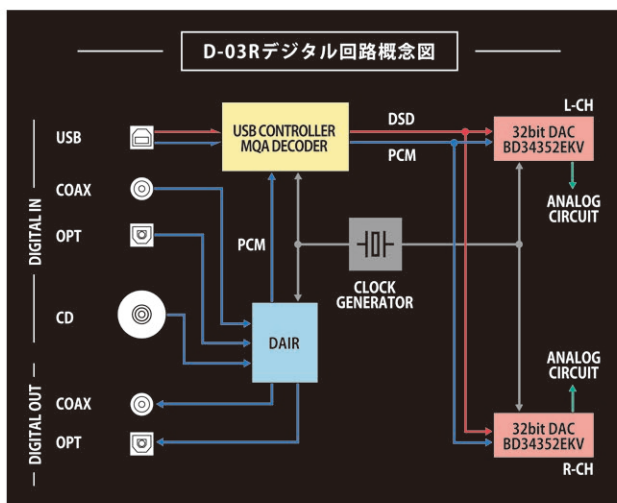 D-03Rデジタル回路概念図
DIGITAL IN
USB
COAX
OPT
CD
DIGITAL OUT
COAX
OPT
USB CONTROLLER
MQA DECODER
DSD
PCM
PCM
CLOCK
GENERATOR
DAIR
L-CH
32bit DAC
BD34352EKV
ANALOG
CIRCUIT
ANALOG
CIRCUIT
32bit DAC
BD34352EKV
R-CH